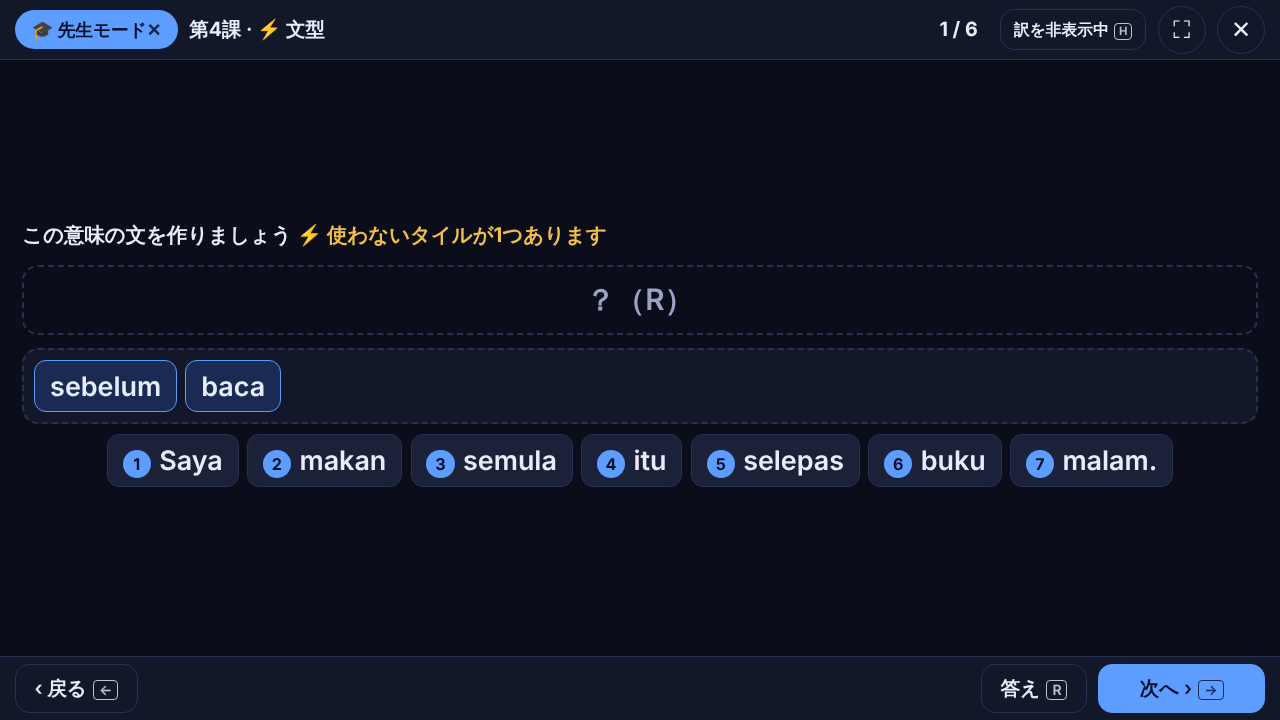 🎓 先生モード✕ 第4課 · ⚡ 文型 1 / 6 訳を非表示中 H ✕
この意味の文を作りましょう ⚡ 使わないタイルが1つあります
？（R）
sebelum baca
1 Saya 2 makan 3 semula 4 itu 5 selepas 6 buku 7 malam.
‹ 戻る ← 答え R 次へ › →